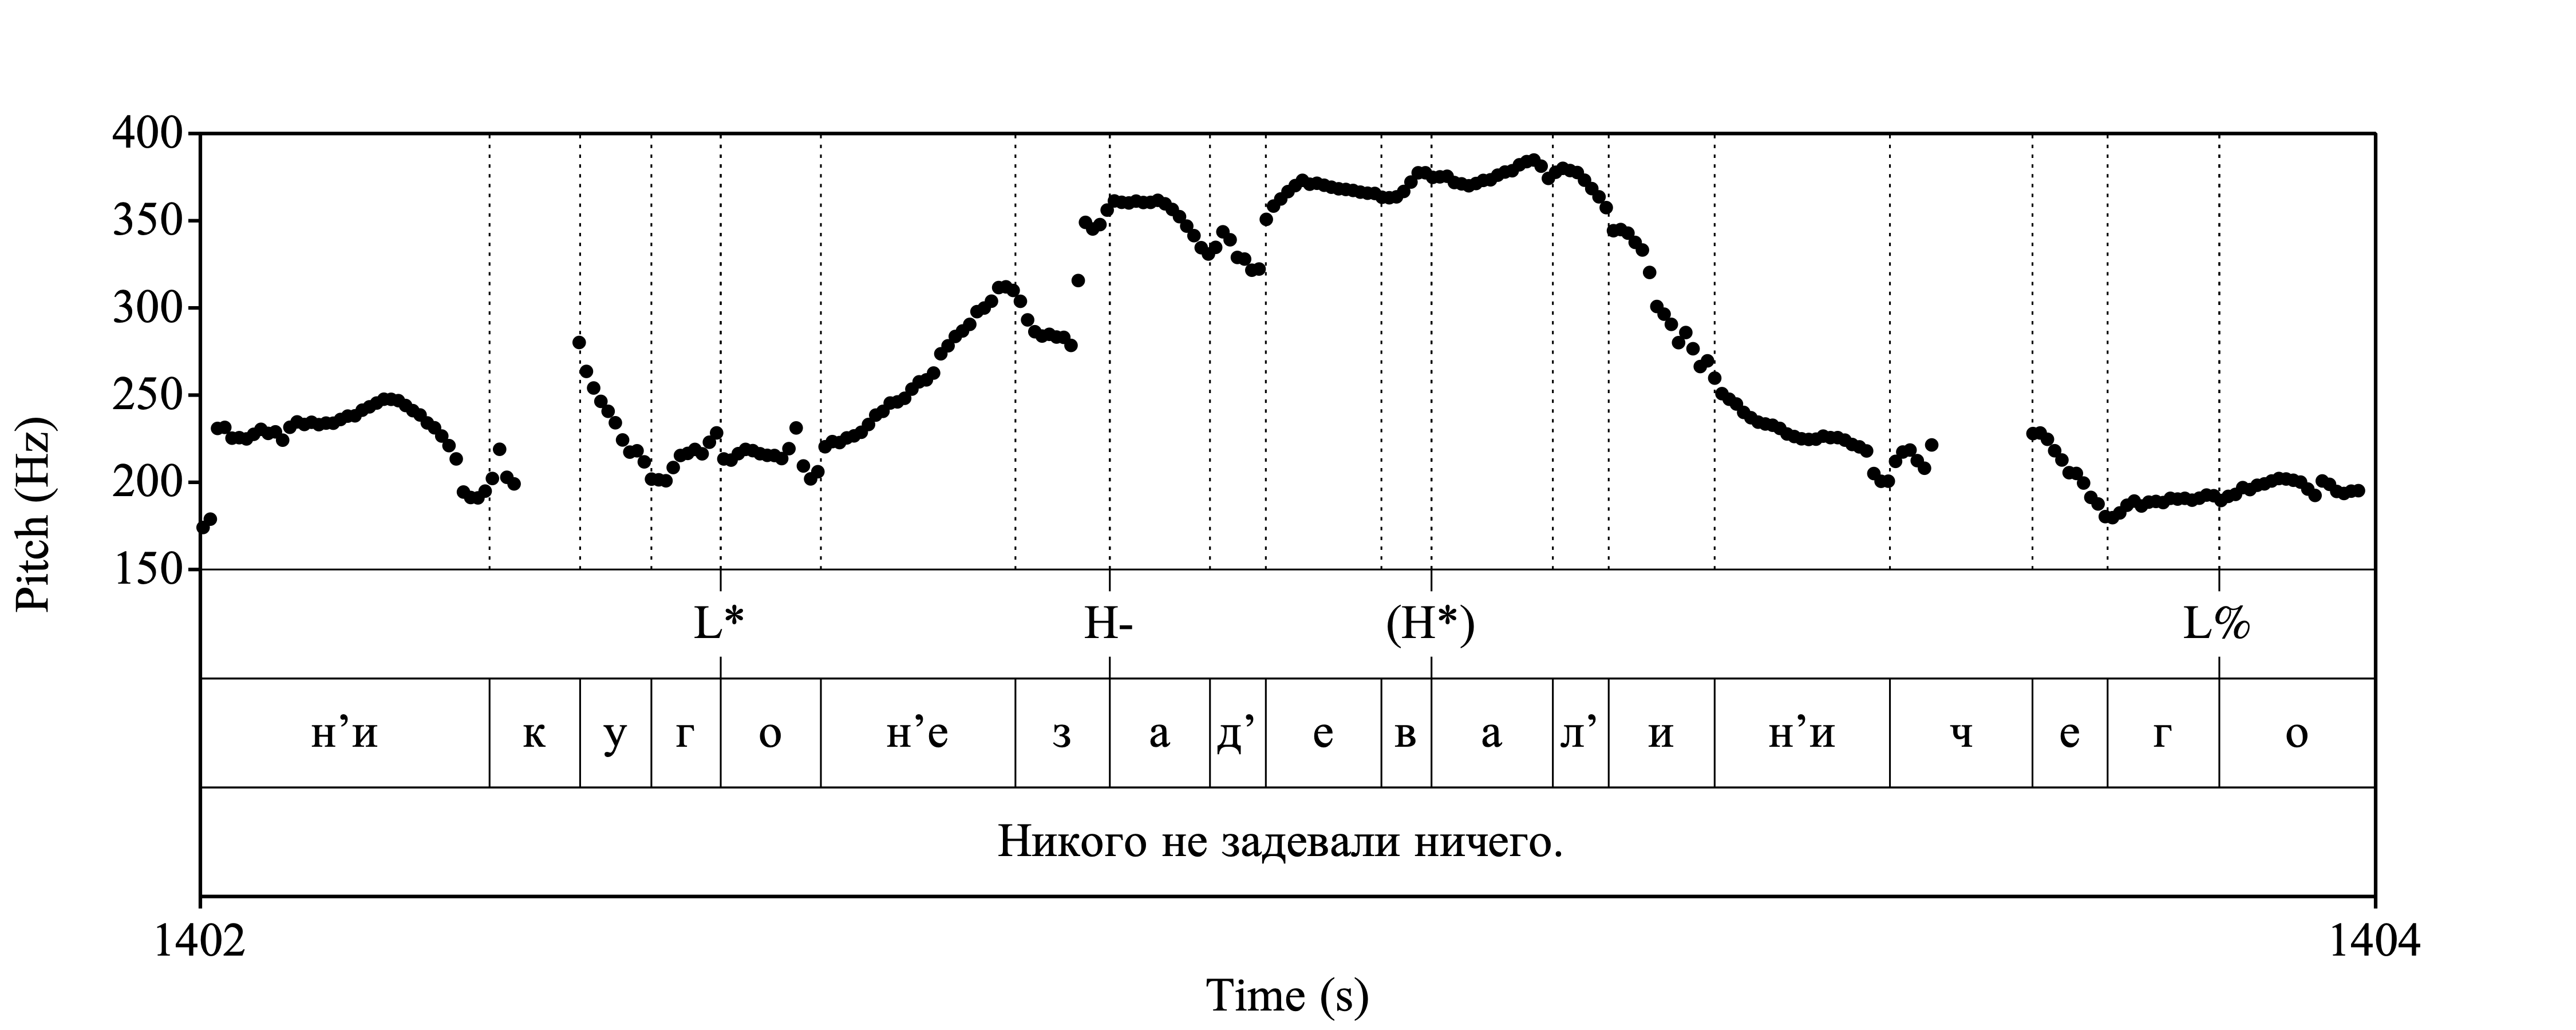 400
350
300
250
200
150
Pitch (Hz)
L* H- (H*) L%
н’и к у г о н’е з а д’ е в а л’ и н’и ч е г о
Никого не задевали ничего.
1402 1404
Time (s)